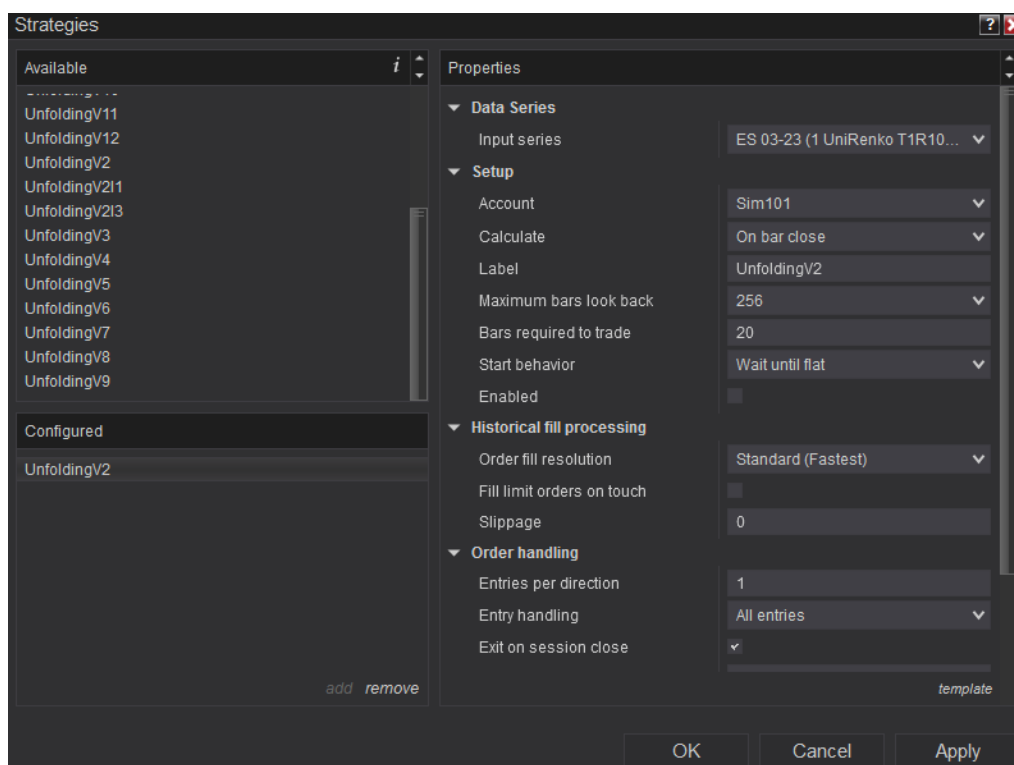 Strategies
?
Available i
UnfoldingV11
UnfoldingV12
UnfoldingV2
UnfoldingV2I1
UnfoldingV2I3
UnfoldingV3
UnfoldingV4
UnfoldingV5
UnfoldingV6
UnfoldingV7
UnfoldingV8
UnfoldingV9
Configured
UnfoldingV2
add remove
Properties
Data Series
Input series ES 03-23 (1 UniRenko T1R10...
Setup
Account Sim101
Calculate On bar close
Label UnfoldingV2
Maximum bars look back 256
Bars required to trade 20
Start behavior Wait until flat
Enabled
Historical fill processing
Order fill resolution Standard (Fastest)
Fill limit orders on touch
Slippage 0
Order handling
Entries per direction 1
Entry handling All entries
Exit on session close
template
OK Cancel Apply